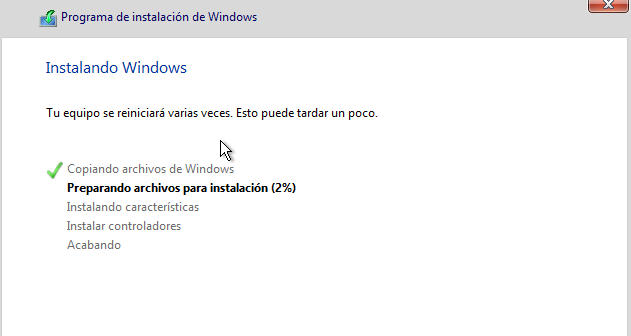 Programa de instalación de Windows
Instalando Windows
Tu equipo se reiniciará varias veces. Esto puede tardar un poco.
Copiando archivos de Windows
Preparando archivos para instalación (2%)
Instalando características
Instalar controladores
Acabando